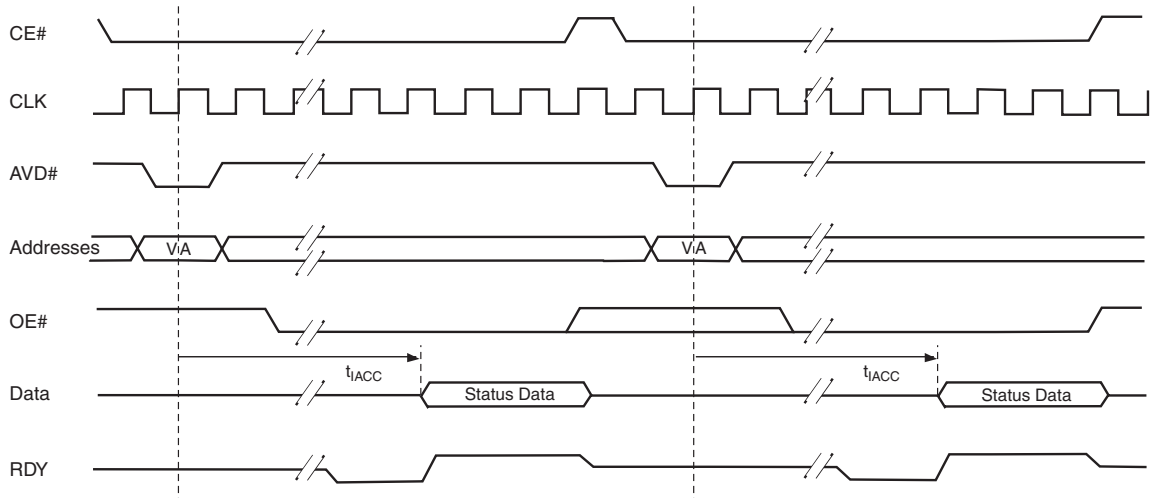 CE#
CLK
AVD#
Addresses
VA
VA
OE#
tIACC
tIACC
Data
Status Data
Status Data
RDY